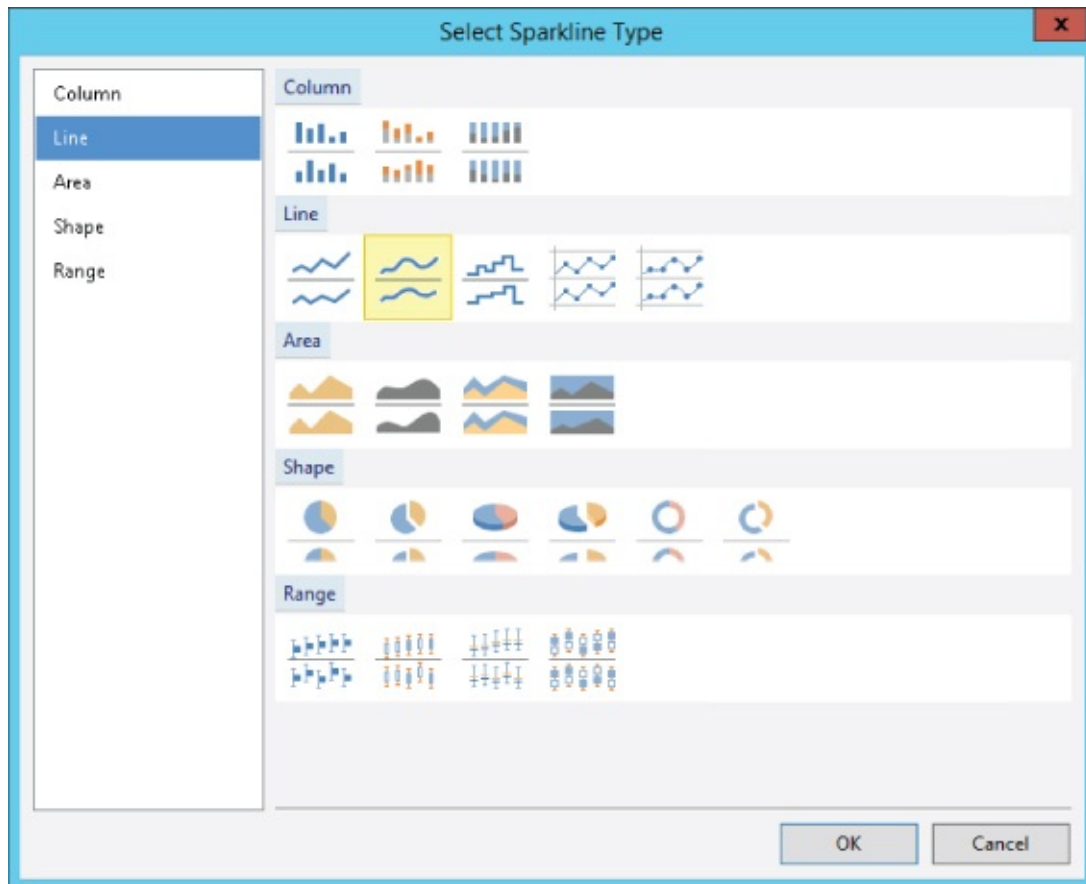 Select Sparkline Type
x
Column
Line
Area
Shape
Range
Column
Line
Area
Shape
Range
OK
Cancel